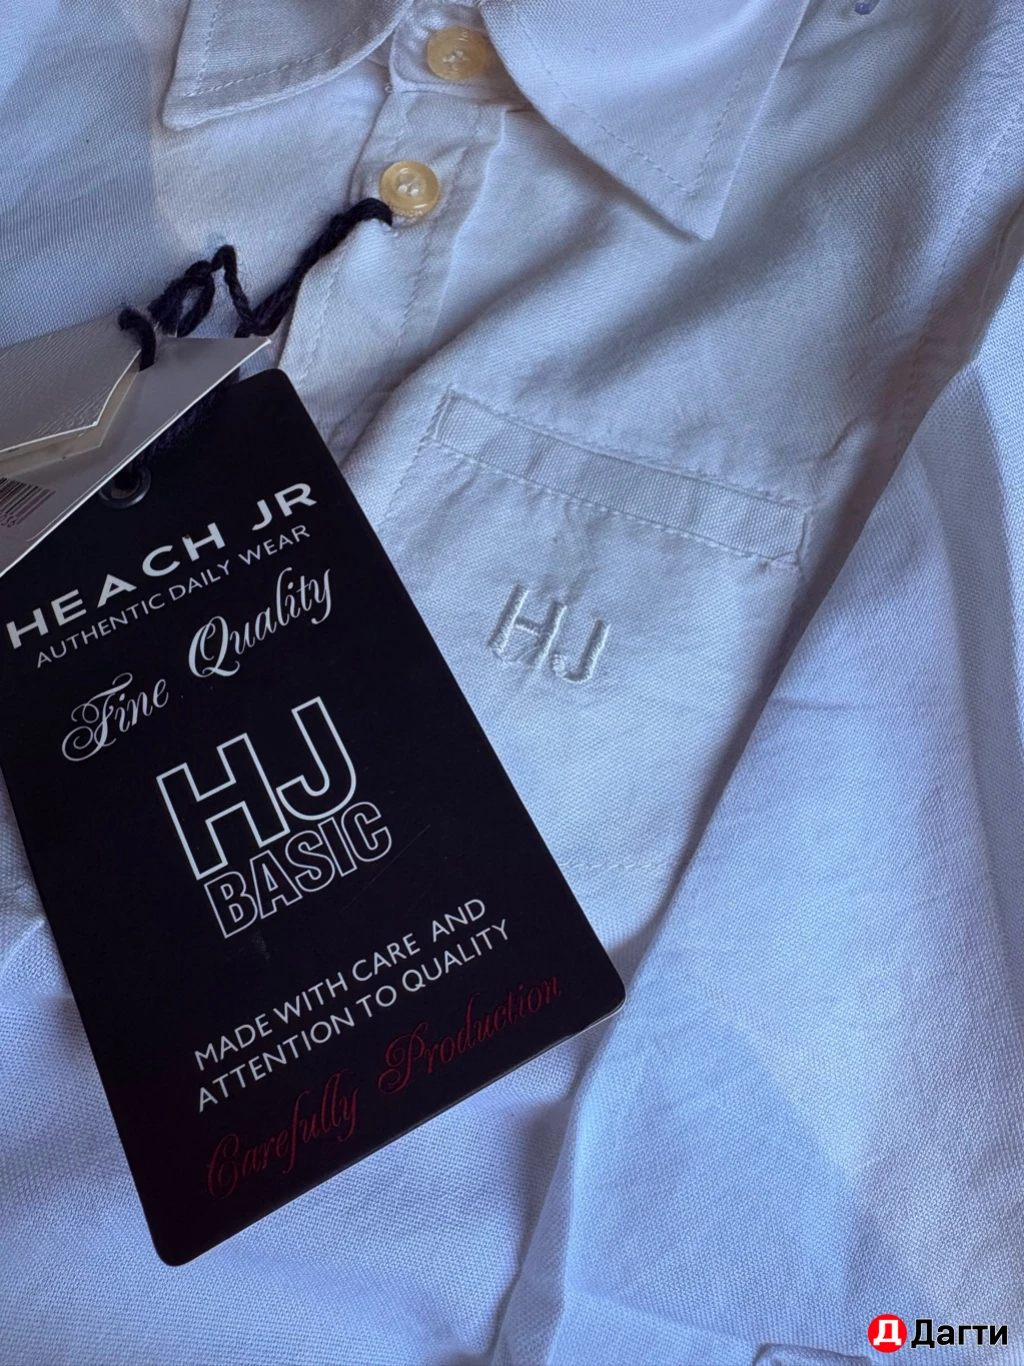 HEACH JR
AUTHENTIC DAILY WEAR
Fine Quality
HJ
BASIC
MADE WITH CARE AND
ATTENTION TO QUALITY
Carefully Production
HJ
Д Дагти